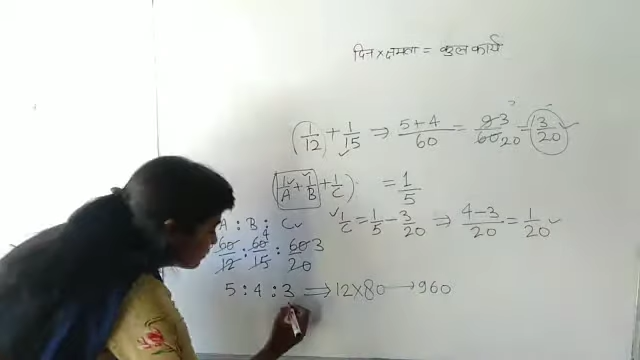 दिन × क्षमता = कुल कार्य
1/12 + 1/15 ⇒ 5+4/60 = 9 3/60 20 = 3/20 ✓
(1/A + 1/B + 1/C) = 1/5
1/C = 1/5 - 3/20 ⇒ 4-3/20 = 1/20 ✓
A : B : C
60/12 : 60/15 4 : 60/20 3
5 : 4 : 3 ⇒ 12×80 → 960